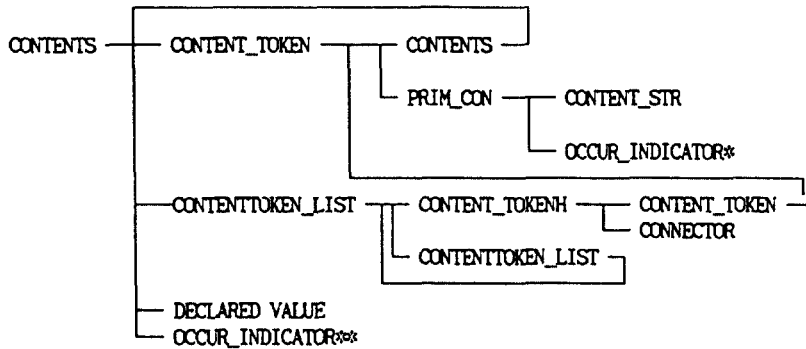 CONTENTS CONTENT_TOKEN CONTENTS
PRIM_CON CONTENT_STR
OCCUR_INDICATOR*
CONTENTTOKEN_LIST CONTENT_TOKENH CONTENT_TOKEN
CONNECTOR
CONTENTTOKEN_LIST
DECLARED VALUE
OCCUR_INDICATOR**